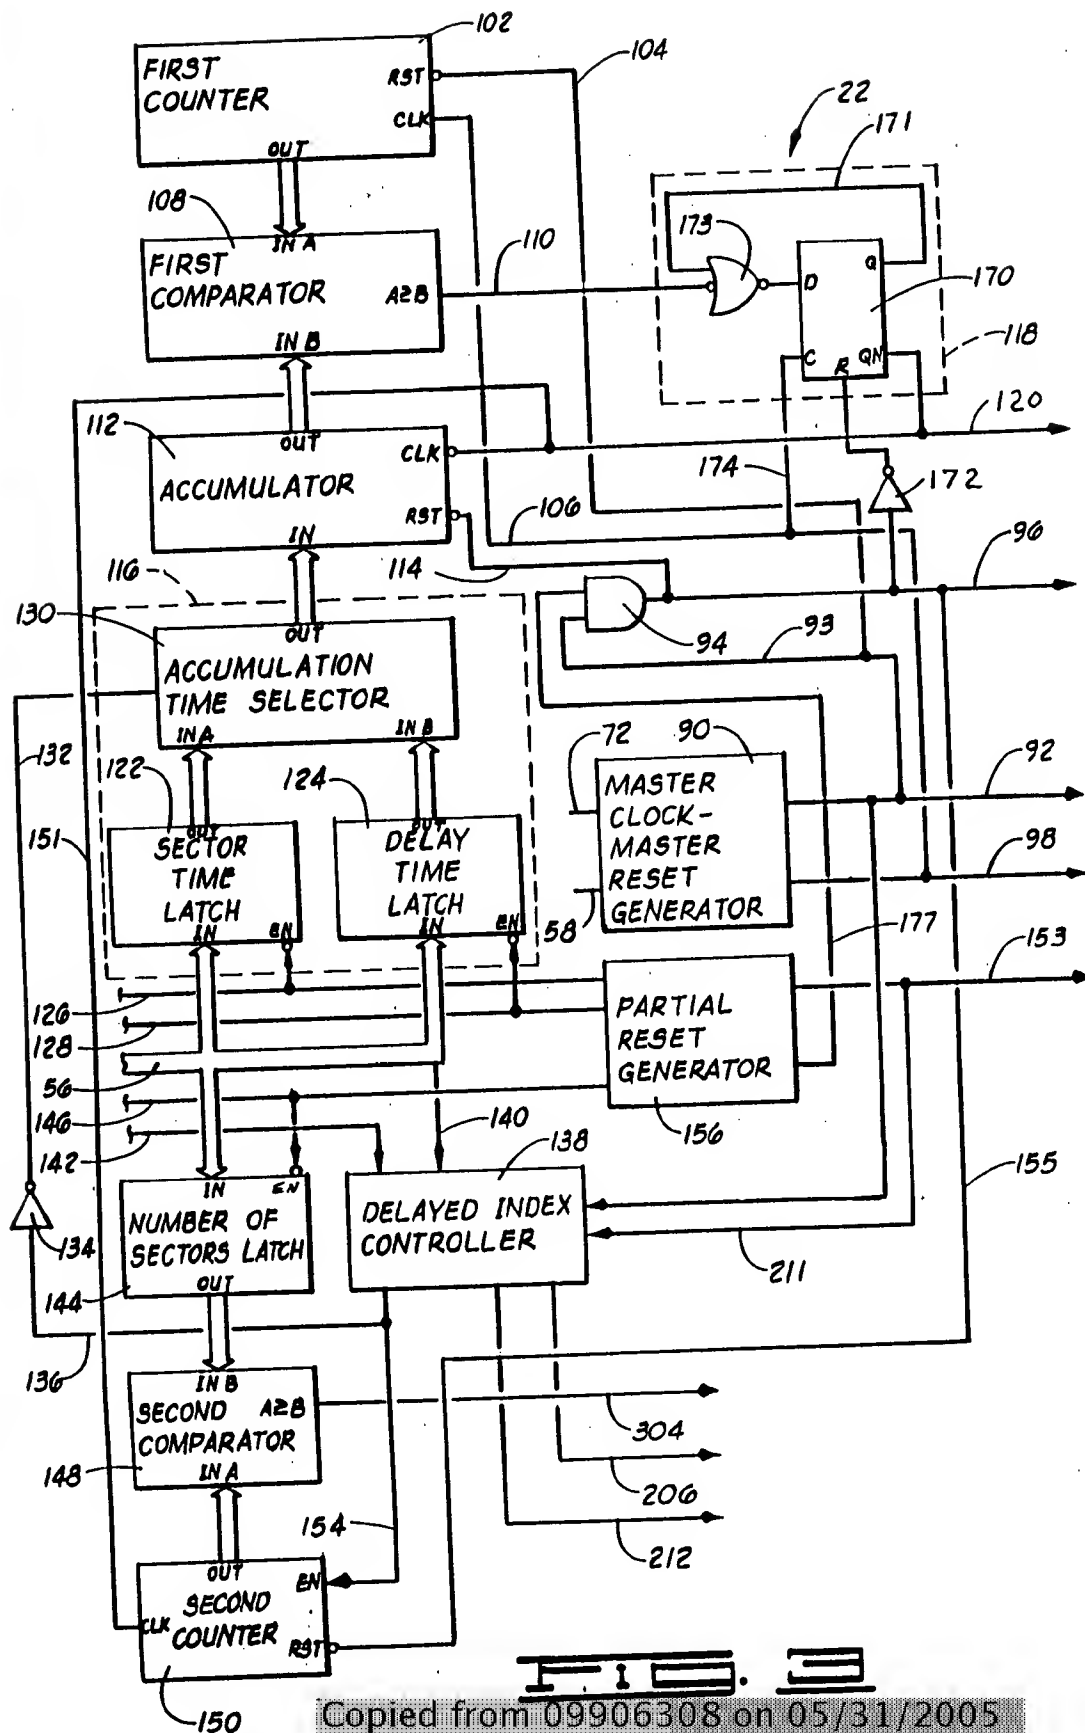 102
FIRST
COUNTER
RST
CLK
OUT
104
22
171
108
IN A
FIRST
COMPARATOR
A≥B
IN B
110
173
D
Q
170
C
R
QN
118
112
OUT
ACCUMULATOR
CLK
RST
IN
120
174
172
106
114
96
116
130
OUT
ACCUMULATION
TIME SELECTOR
IN A
IN B
94
93
132
122
124
72
90
92
151
OUT
SECTOR
TIME
LATCH
IN
EN
OUT
DELAY
TIME
LATCH
IN
EN
MASTER
CLOCK-
MASTER
RESET
GENERATOR
58
98
177
153
126
128
56
146
142
PARTIAL
RESET
GENERATOR
156
140
138
155
IN
EN
NUMBER OF
SECTORS LATCH
OUT
134
144
DELAYED INDEX
CONTROLLER
211
136
IN B
SECOND
COMPARATOR
A≥B
IN A
148
304
206
154
212
OUT
EN
SECOND
COUNTER
CLK
RST
150
FIG. 3
Copied from 09906308 on 05/31/2005